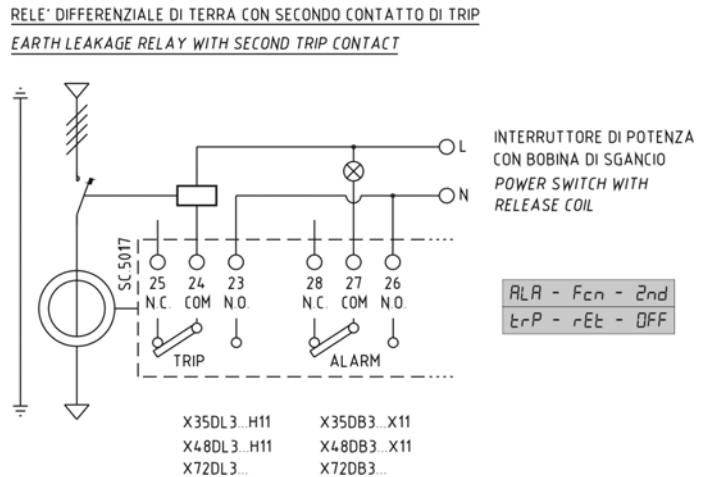 RELE' DIFFERENZIALE DI TERRA CON SECONDO CONTATTO DI TRIP
EARTH LEAKAGE RELAY WITH SECOND TRIP CONTACT
L
N
INTERRUTTORE DI POTENZA
CON BOBINA DI SGANCIO
POWER SWITCH WITH
RELEASE COIL
SC.5017
25 24 23 28 27 26
N.C. COM N.O. N.C. COM N.O.
TRIP ALARM
ALA - Fcn - 2nd
trP - rEt - OFF
X35DL3...H11 X35DB3...X11
X48DL3...H11 X48DB3...X11
X72DL3... X72DB3...